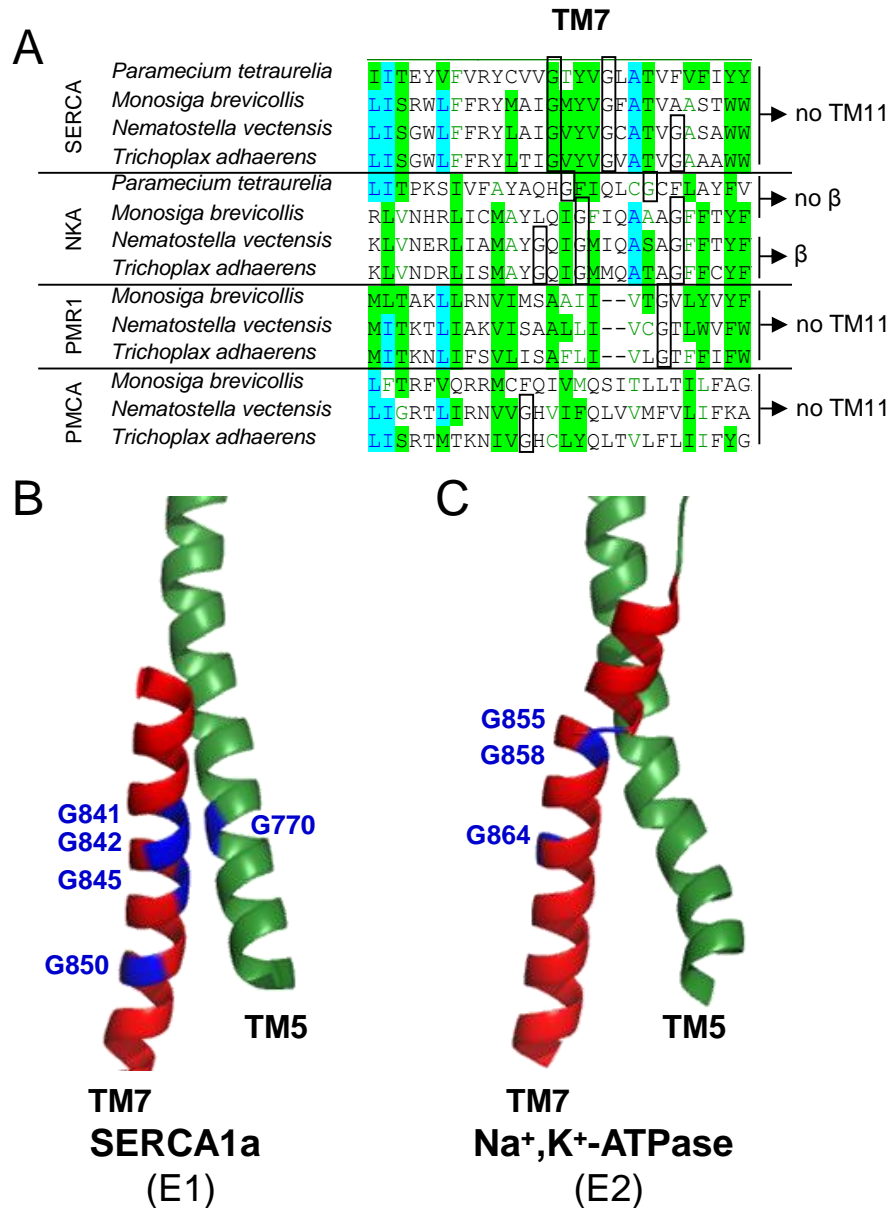 TM7
A
SERCA
Paramecium tetraurelia IITEYVFVRYCVVGTYVGLATVFVFIYY
Monosiga brevicollis LISRWLFFRYMAIGMYVGFATVAASTWW
Nematostella vectensis LISGWLFFRYLAIGVYVGCATVGASAWW
Trichoplax adhaerens LISGWLFFRYLTIGVYVGVATVGAAAWW
→ no TM11
NKA
Paramecium tetraurelia LITPKSIVFAYAQHGFIQLCGCFLAYFV
Monosiga brevicollis RLVNHRLICMAYLQIGFIQAAAGFFTYF
→ no β
Nematostella vectensis KLVNERLIAMAYGQIGMIQASAGFFTYF
Trichoplax adhaerens KLVNDRLISMAYGQIGMMQATAGFFCYF
→ β
PMR1
Monosiga brevicollis MLTAKLLRNVIMSAAII--VTGVLYVYF
Nematostella vectensis MITKTLIAKVISAALLI--VCGTLWVFW
Trichoplax adhaerens MITKNLIFSVLISAFLI--VLGTFFIFW
→ no TM11
PMCA
Monosiga brevicollis LFTRFVQRRMCFQIVMQSITLLTILFAG
Nematostella vectensis LIGRTLIRNVVGHVIFQLVVMFVLIFKA
Trichoplax adhaerens LISRTMTKNIVGHCLYQLTVLFLIIFYG
→ no TM11
B
G841
G842
G845
G850
G770
TM5
TM7
SERCA1a
(E1)
C
G855
G858
G864
TM5
TM7
Na⁺,K⁺-ATPase
(E2)